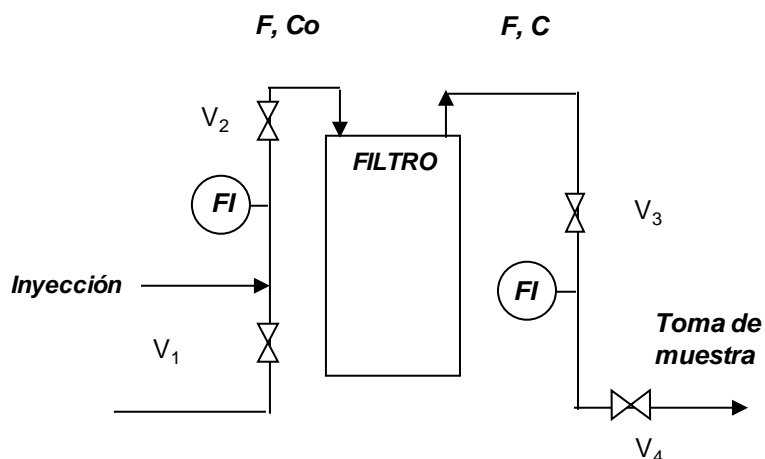 F, Co
F, C
V2
FILTRO
FI
V3
Inyección
FI
V1
Toma de
muestra
V4